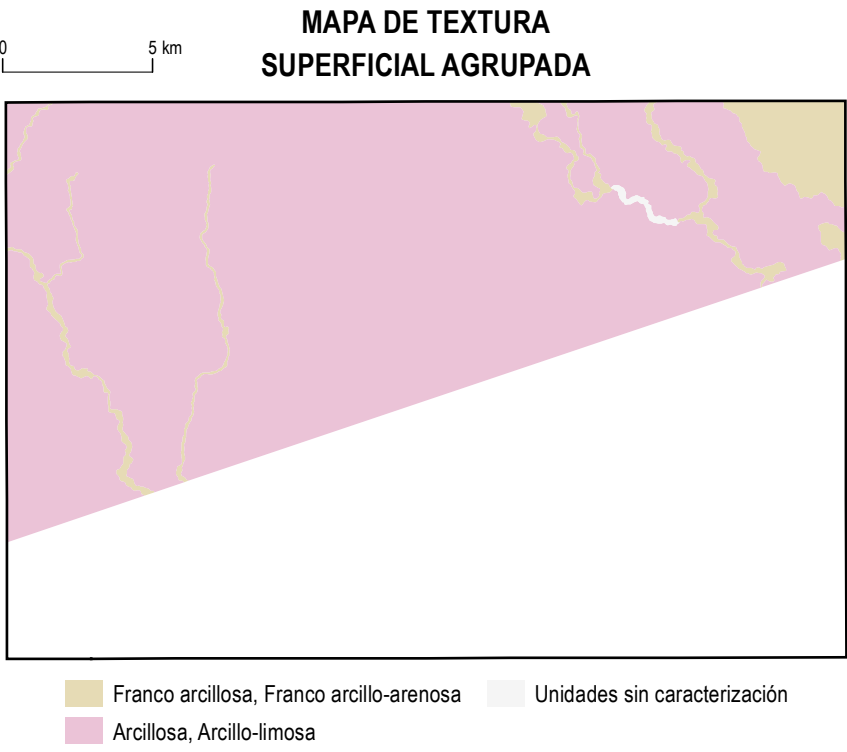 MAPA DE TEXTURA
SUPERFICIAL AGRUPADA
0 5 km
Franco arcillosa, Franco arcillo-arenosa
Unidades sin caracterización
Arcillosa, Arcillo-limosa